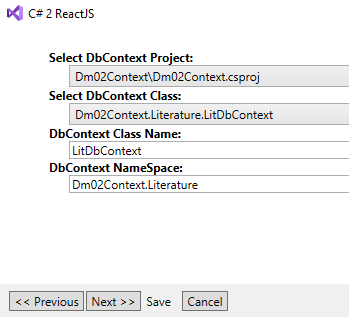 C# 2 ReactJS
Select DbContext Project:
Dm02Context\Dm02Context.csproj
Select DbContext Class:
Dm02Context.Literature.LitDbContext
DbContext Class Name:
LitDbContext
DbContext NameSpace:
Dm02Context.Literature
<< Previous Next >> Save Cancel